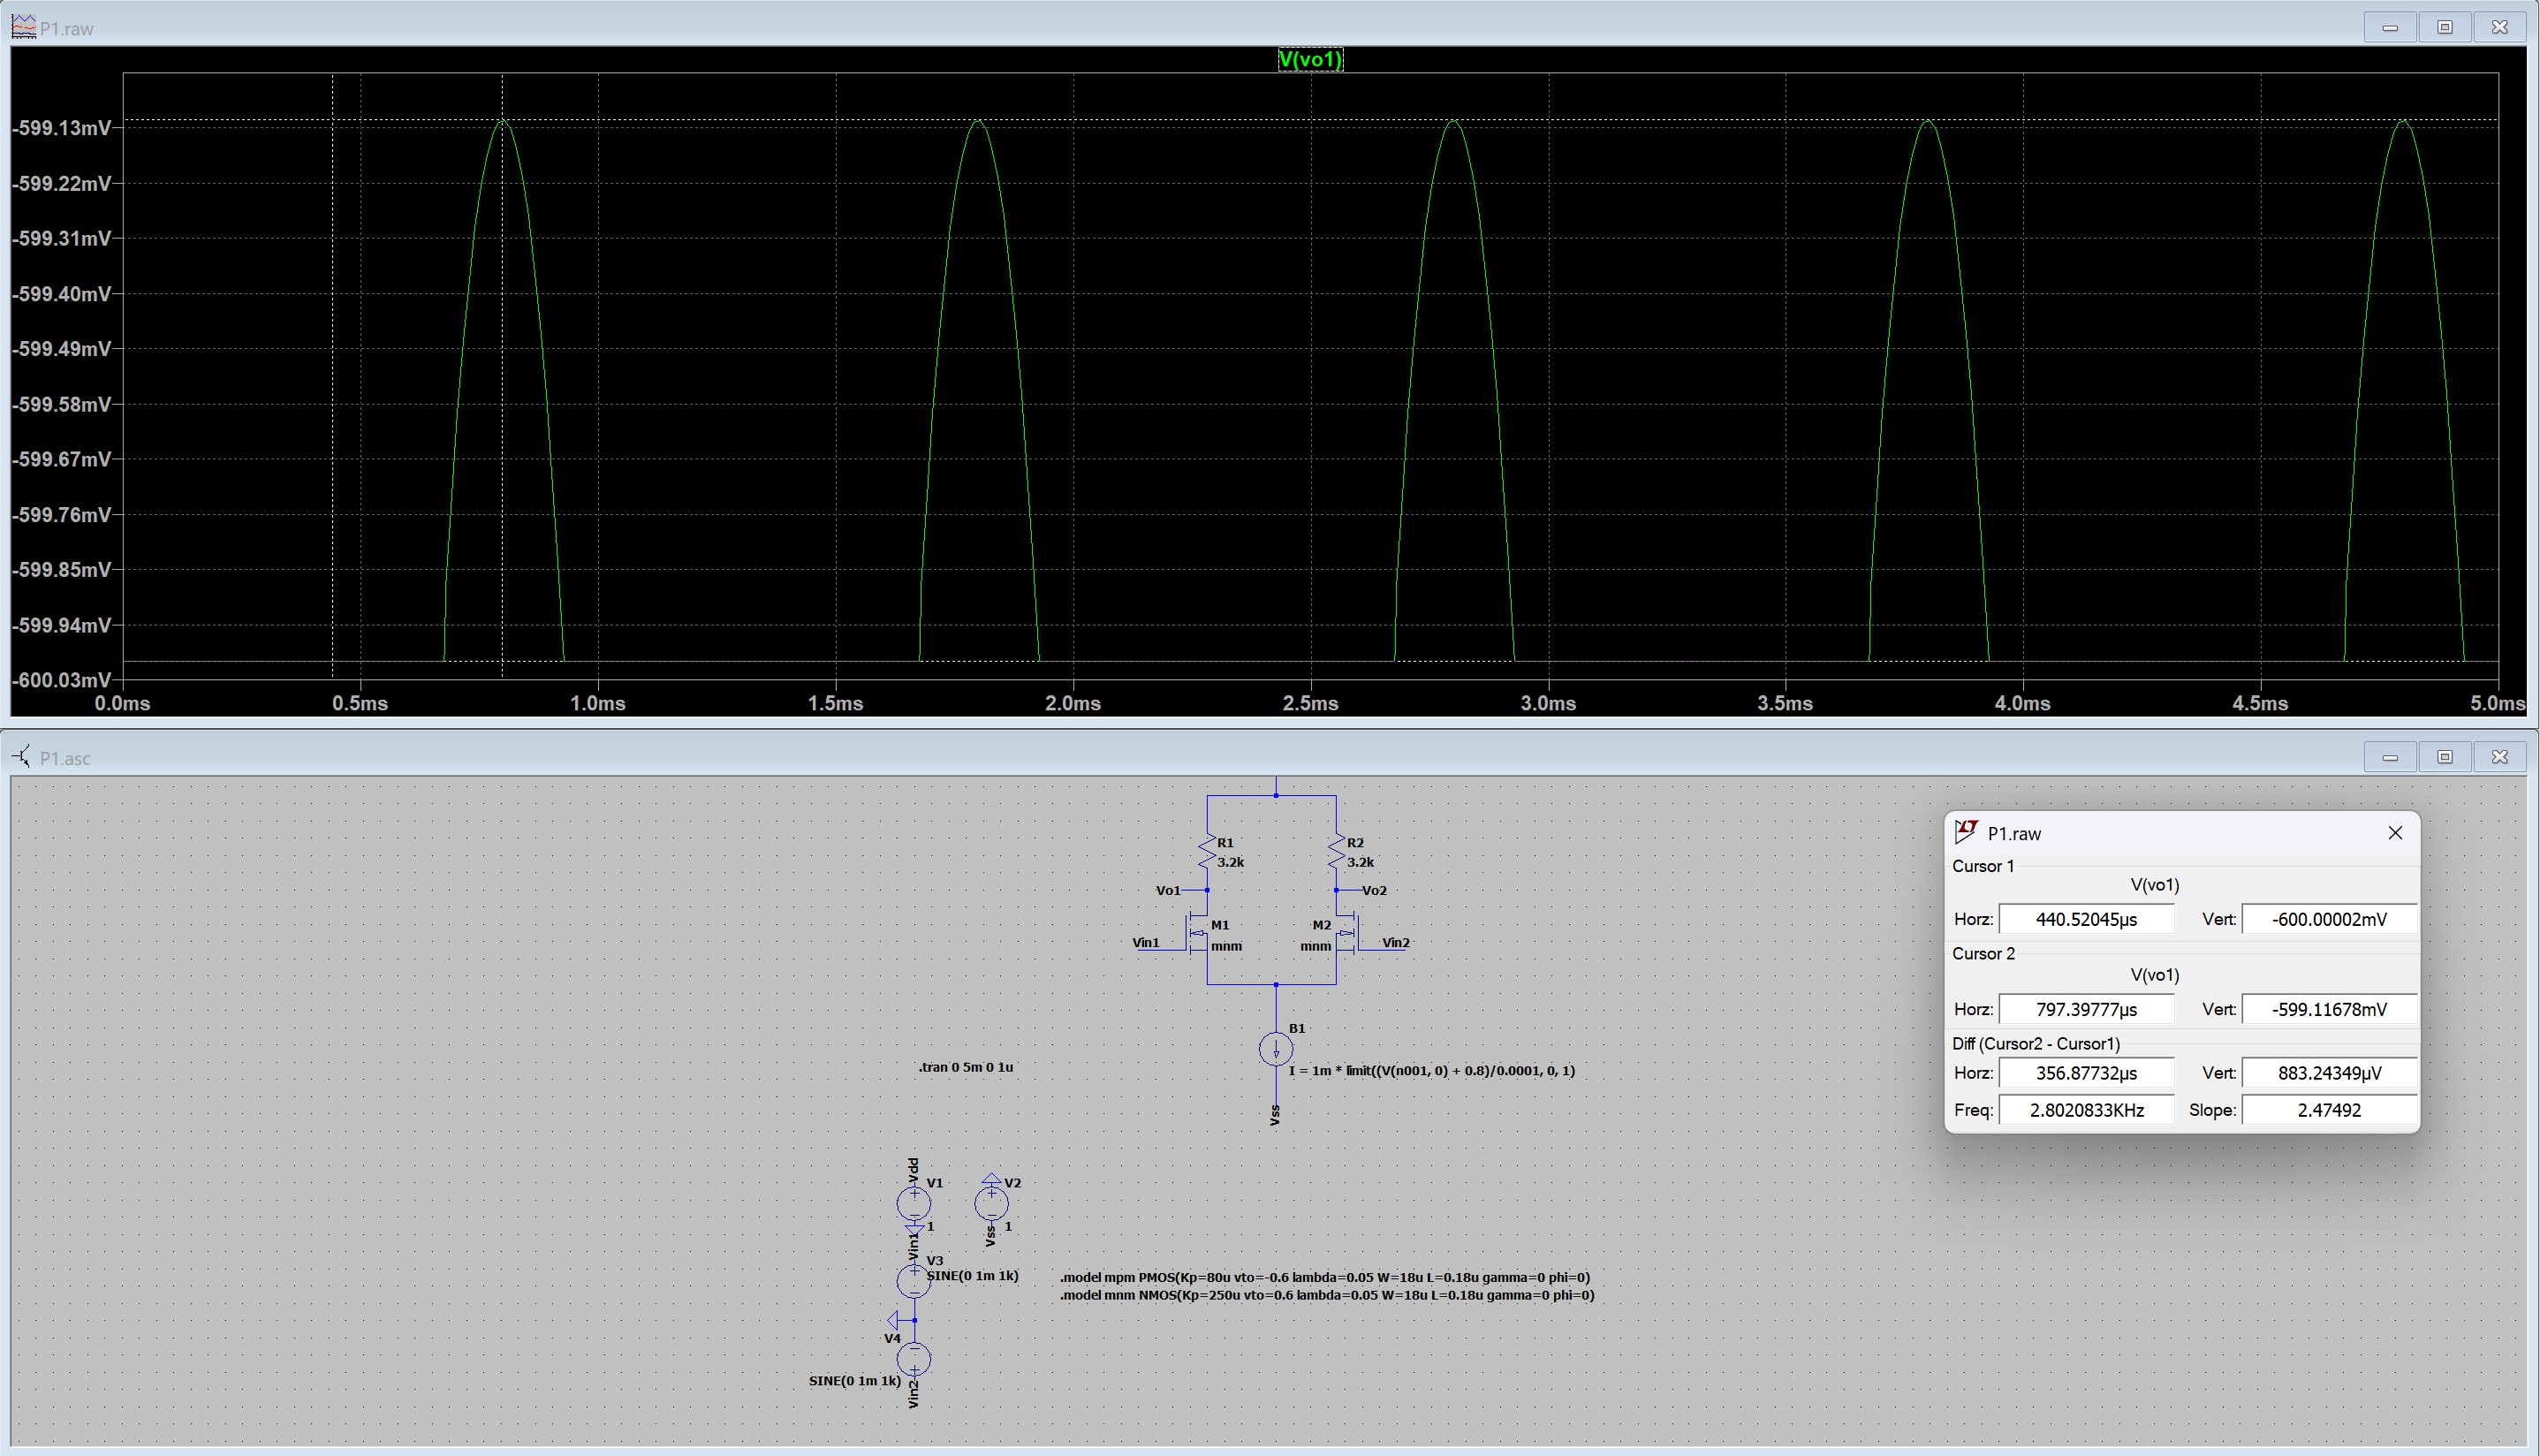 P1.raw
V(vo1)
-599.13mV
-599.22mV
-599.31mV
-599.40mV
-599.49mV
-599.58mV
-599.67mV
-599.76mV
-599.85mV
-599.94mV
-600.03mV
0.0ms 0.5ms 1.0ms 1.5ms 2.0ms 2.5ms 3.0ms 3.5ms 4.0ms 4.5ms 5.0ms
P1.asc
R1
3.2k
R2
3.2k
Vo1
Vo2
M1
mnm
M2
mnm
Vin1
Vin2
B1
I = 1m * limit((V(n001, 0) + 0.8)/0.0001, 0, 1)
Vss
.tran 0 5m 0 1u
Vdd
V1
1
V2
1
Vss
Vin1
V3
SINE(0 1m 1k)
V4
SINE(0 1m 1k)
Vin2
.model mpm PMOS(Kp=80u vto=-0.6 lambda=0.05 W=18u L=0.18u gamma=0 phi=0)
.model mnm NMOS(Kp=250u vto=0.6 lambda=0.05 W=18u L=0.18u gamma=0 phi=0)
P1.raw
Cursor 1
V(vo1)
Horz: 440.52045µs Vert: -600.00002mV
Cursor 2
V(vo1)
Horz: 797.39777µs Vert: -599.11678mV
Diff (Cursor2 - Cursor1)
Horz: 356.87732µs Vert: 883.24349µV
Freq: 2.8020833KHz Slope: 2.47492